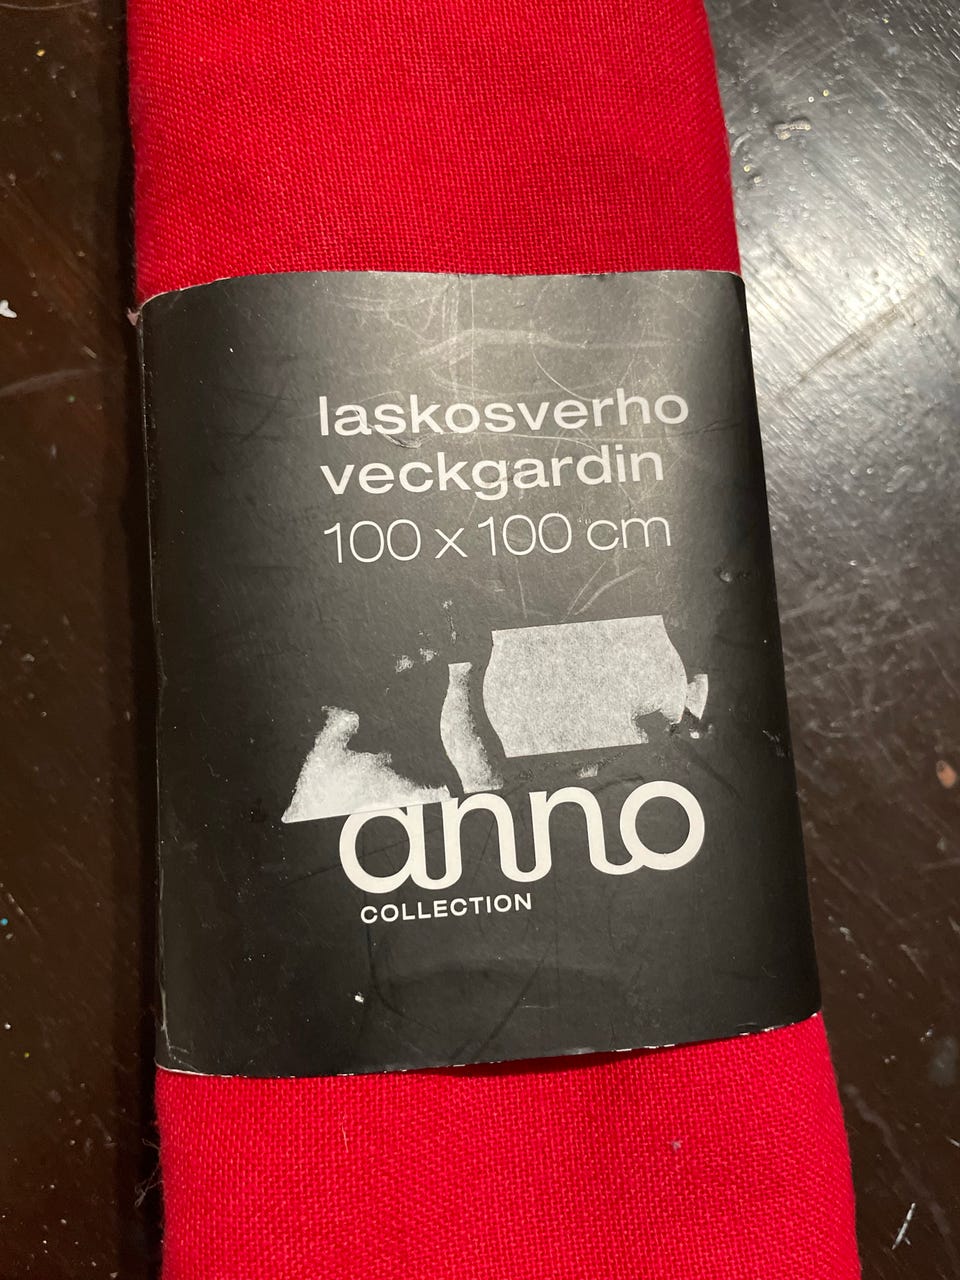 laskosverho
veckgardin
100 x 100 cm
anno
COLLECTION